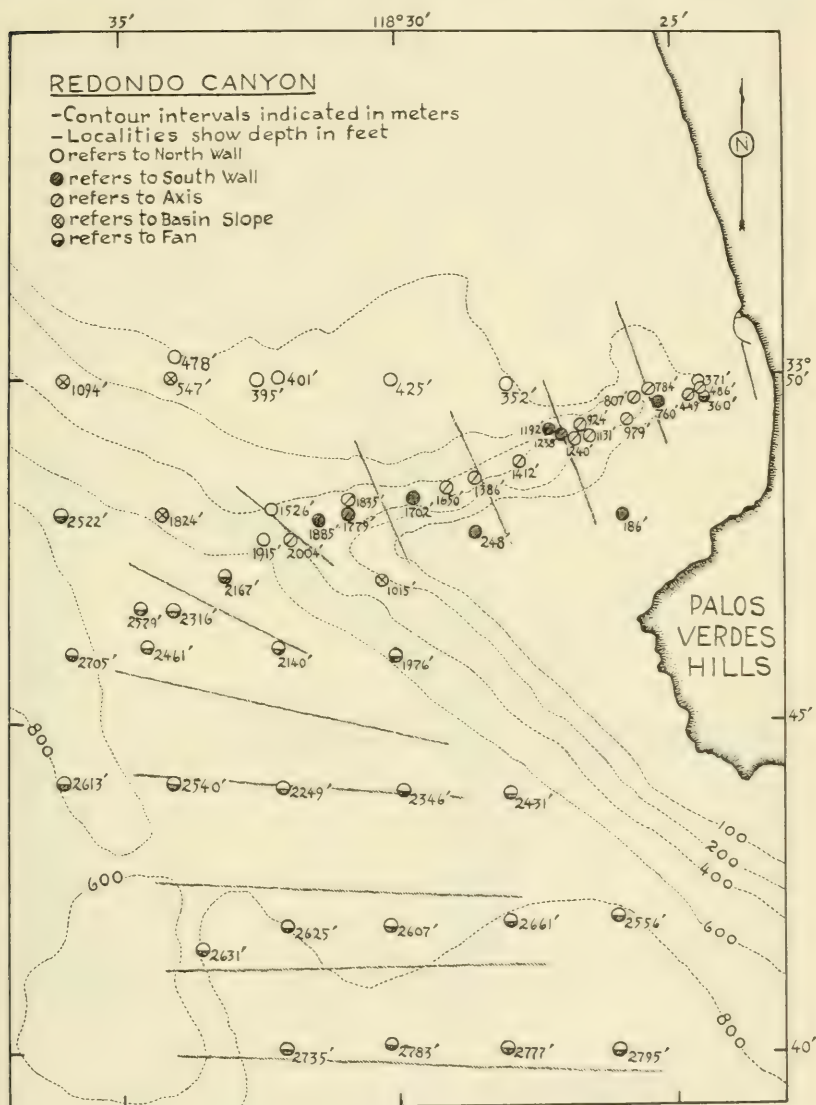 35′ 118°30′ 25′
REDONDO CANYON
-Contour intervals indicated in meters
-Localities show depth in feet
refers to North Wall
refers to South Wall
refers to Axis
refers to Basin Slope
refers to Fan
N
478′
1094′ 547′ 395′ 401′ 425′ 352′
33°
50′
371′
784′ 486′
807′ 760′ 449′ 360′
924′ 979′
1192′ 1238′ 1240′ 1131′
1412′
1386′
1650′
1702′
1835′
1526′ 1885′ 1779′
2522′ 1824′
248′ 186′
1915′ 2004′
2167′ 1015′
2529′ 2316′
2705′ 2461′ 2140′ 1976′
PALOS
VERDES
HILLS
45′
800
2613′ 2540′ 2249′ 2346′ 2431′
100
200
400
600
600
2625′ 2607′ 2661′ 2556′
2631′
800
2735′ 2783′ 2777′ 2795′
40′